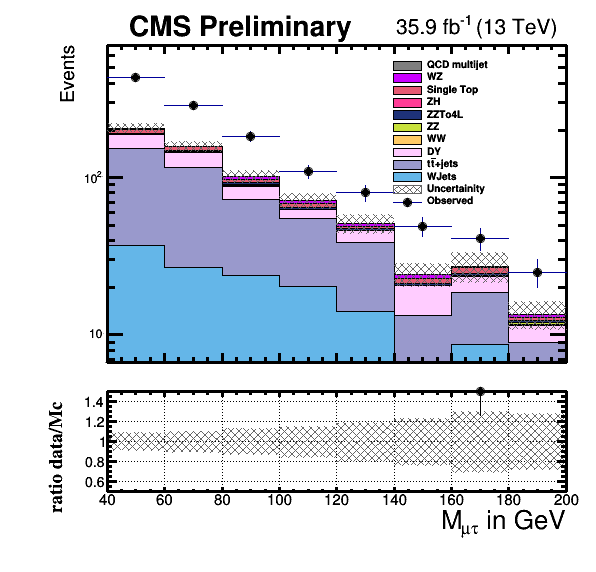 CMS Preliminary 35.9 fb⁻¹ (13 TeV)
Events
10²
10
QCD multijet
WZ
Single Top
ZH
ZZTo4L
ZZ
WW
DY
tt̄+jets
WJets
Uncertainity
Observed
ratio data/Mc
1.4
1.2
1
0.8
0.6
40 60 80 100 120 140 160 180 200
M_μτ in GeV